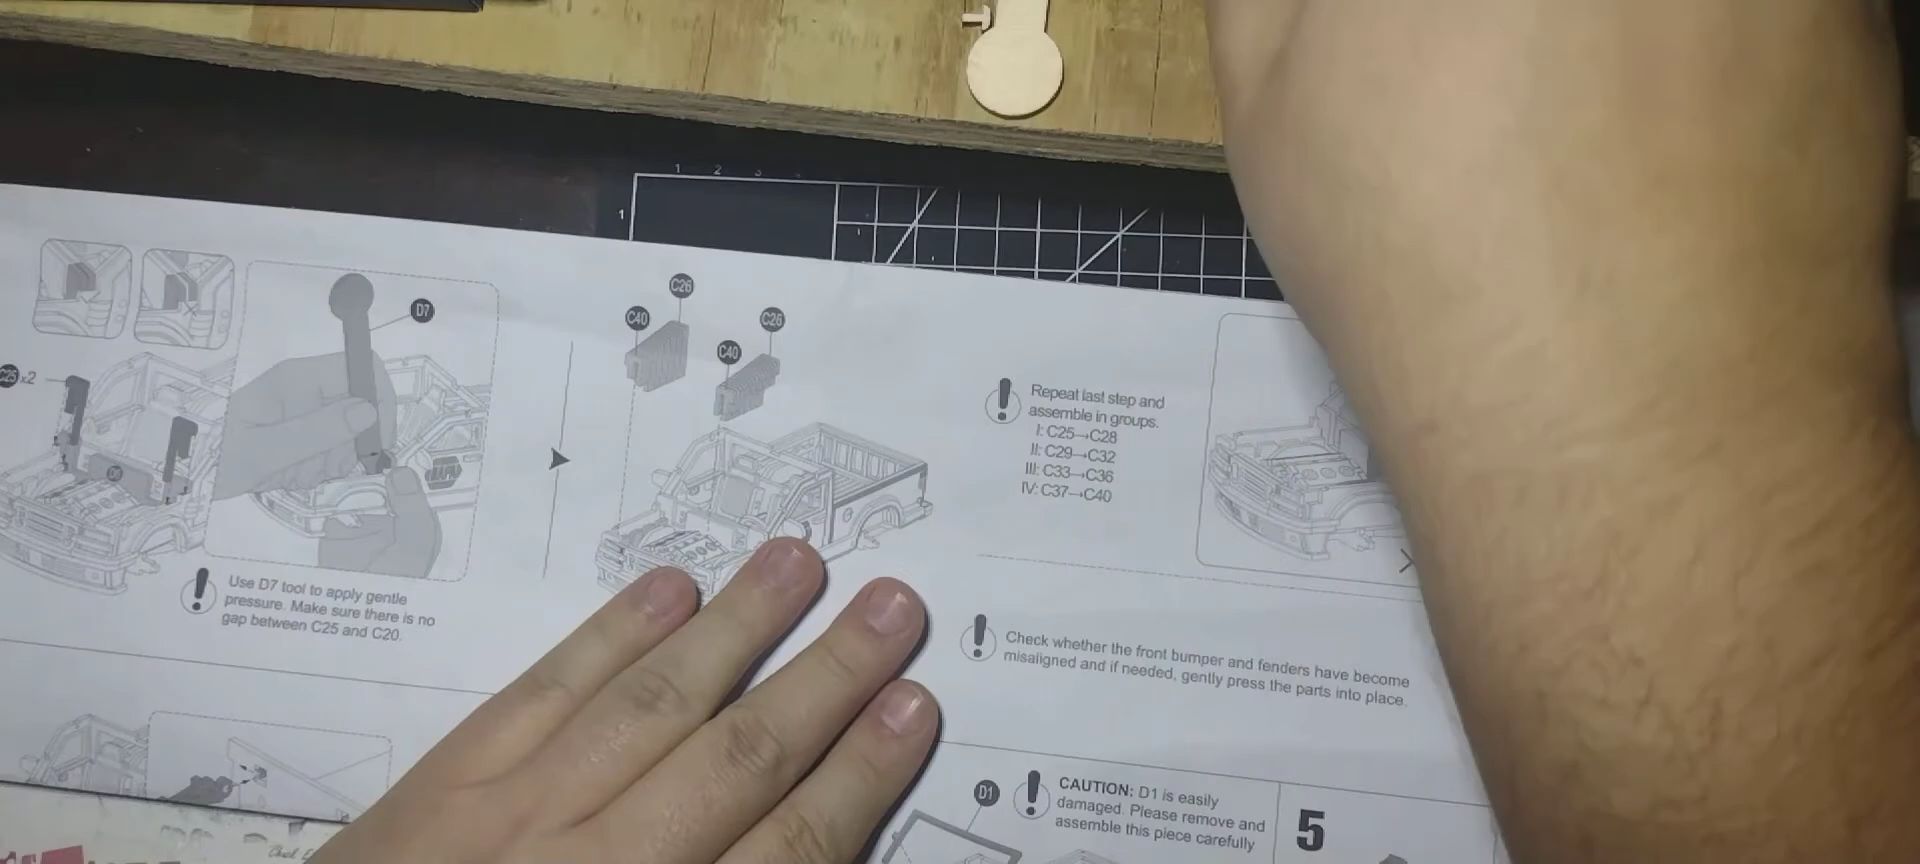 1 2 3
1
D7
C25 x2
D6
Use D7 tool to apply gentle
pressure. Make sure there is no
gap between C25 and C20.
C26
C40
C26
C40
Repeat last step and
assemble in groups.
I: C25→C28
II: C29→C32
III: C33→C36
IV: C37→C40
Check whether the front bumper and fenders have become
misaligned and if needed, gently press the parts into place.
D1
CAUTION: D1 is easily
damaged. Please remove and
assemble this piece carefully
5